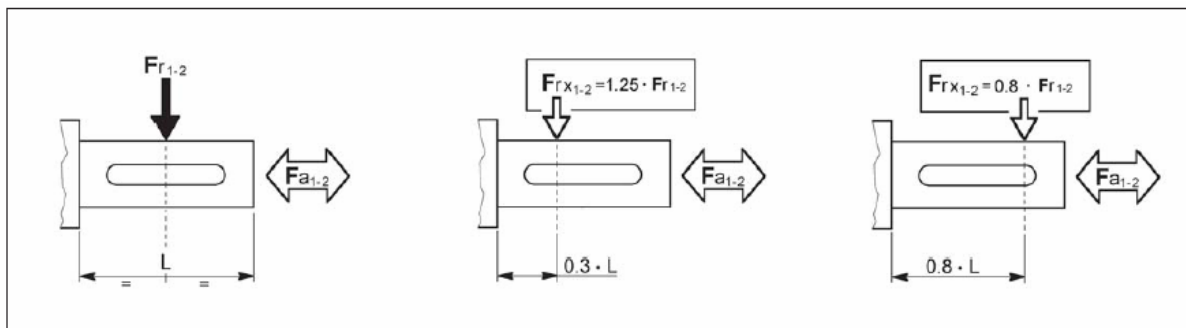 Fr1-2
Fa1-2
L
= =
Frx1-2=1.25 · Fr1-2
Fa1-2
0.3 · L
Frx1-2=0.8 · Fr1-2
Fa1-2
0.8 · L